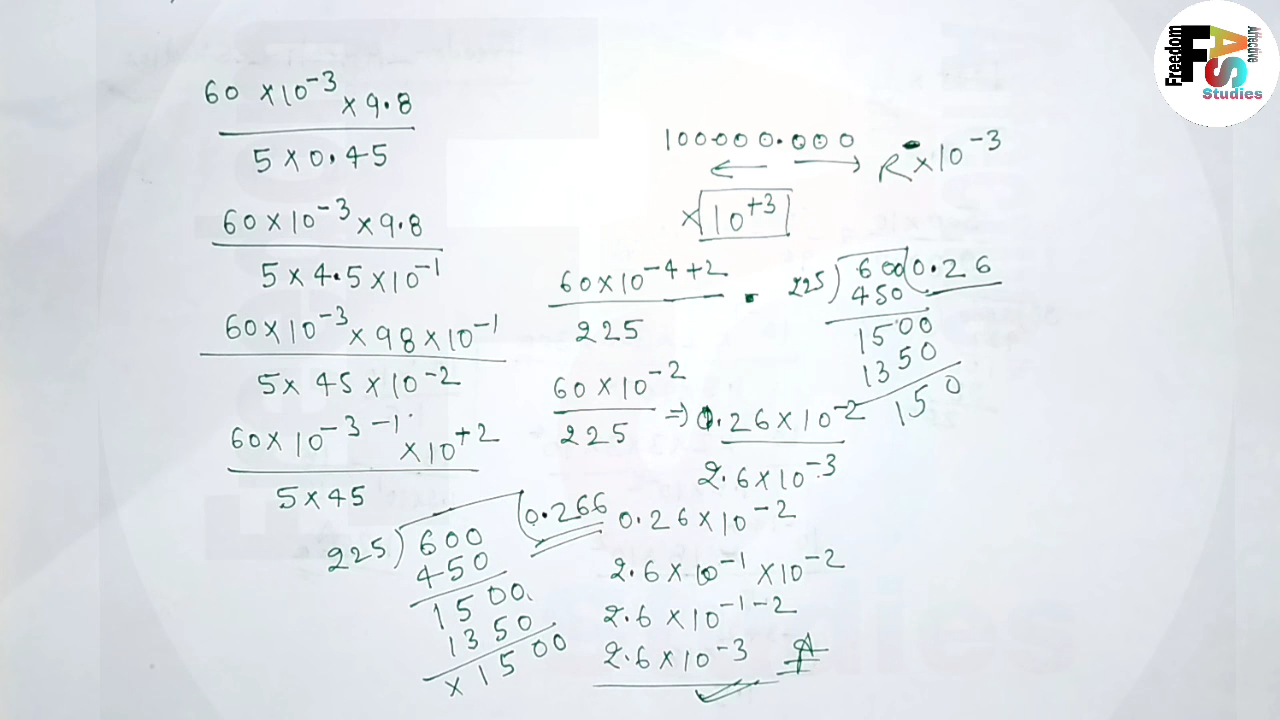 60 × 10⁻³ × 9.8
5 × 0.45
60 × 10⁻³ × 9.8
5 × 4.5 × 10⁻¹
60 × 10⁻³ × 98 × 10⁻¹
5 × 45 × 10⁻²
60 × 10⁻³ ⁻¹ × 10⁺²
5 × 45
225) 600 (0.266
450
1500
1350
× 1500
100000.000
← → R × 10⁻³
× 10⁺³
60 × 10⁻⁴⁺²
225
60 × 10⁻²
225
⇒ 0.26 × 10⁻²
2.6 × 10⁻³
0.26 × 10⁻²
2.6 × 10⁻¹ × 10⁻²
2.6 × 10⁻¹⁻²
2.6 × 10⁻³
225) 600 (0.26
450
1500
1350
150
Freedom
FAS
Affective
Studies